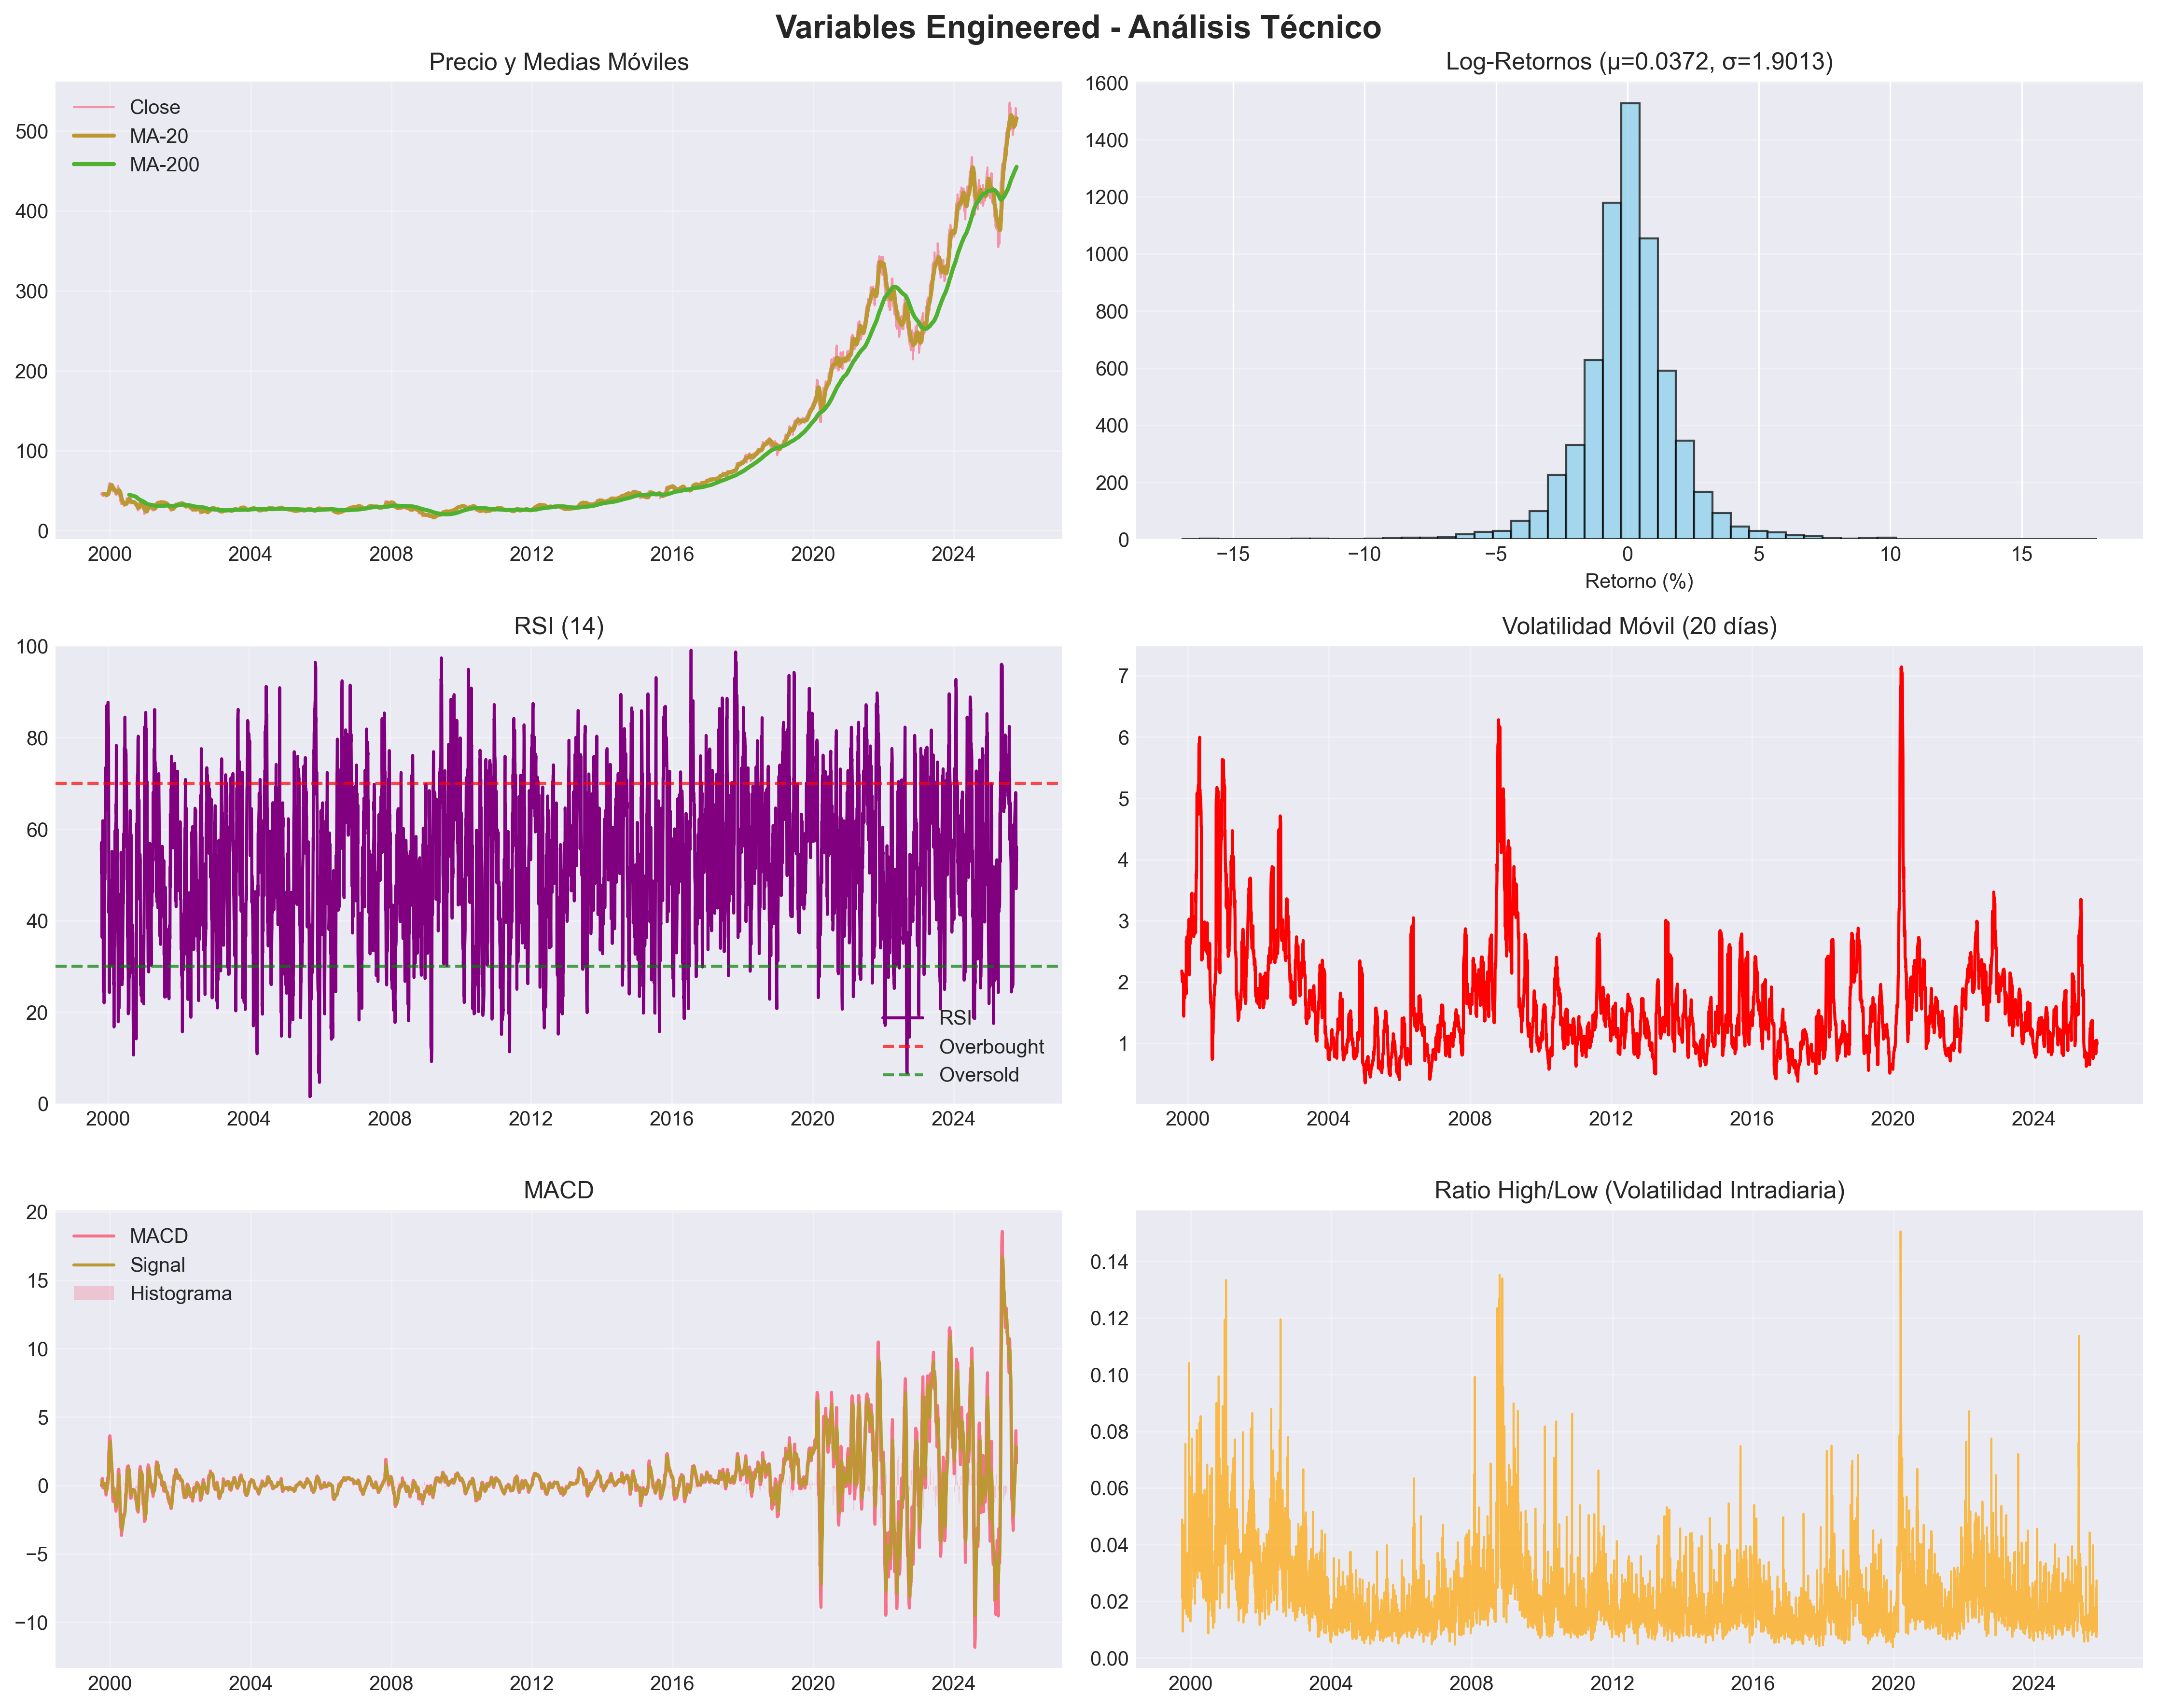 Variables Engineered - Análisis Técnico
Precio y Medias Móviles
Close
MA-20
MA-200
500
400
300
200
100
0
2000 2004 2008 2012 2016 2020 2024
Log-Retornos (μ=0.0372, σ=1.9013)
1600
1400
1200
1000
800
600
400
200
0
−15 −10 −5 0 5 10 15
Retorno (%)
RSI (14)
100
80
60
40
20
0
RSI
Overbought
Oversold
2000 2004 2008 2012 2016 2020 2024
Volatilidad Móvil (20 días)
7
6
5
4
3
2
1
2000 2004 2008 2012 2016 2020 2024
MACD
MACD
Signal
Histograma
20
15
10
5
0
−5
−10
2000 2004 2008 2012 2016 2020 2024
Ratio High/Low (Volatilidad Intradiaria)
0.14
0.12
0.10
0.08
0.06
0.04
0.02
0.00
2000 2004 2008 2012 2016 2020 2024